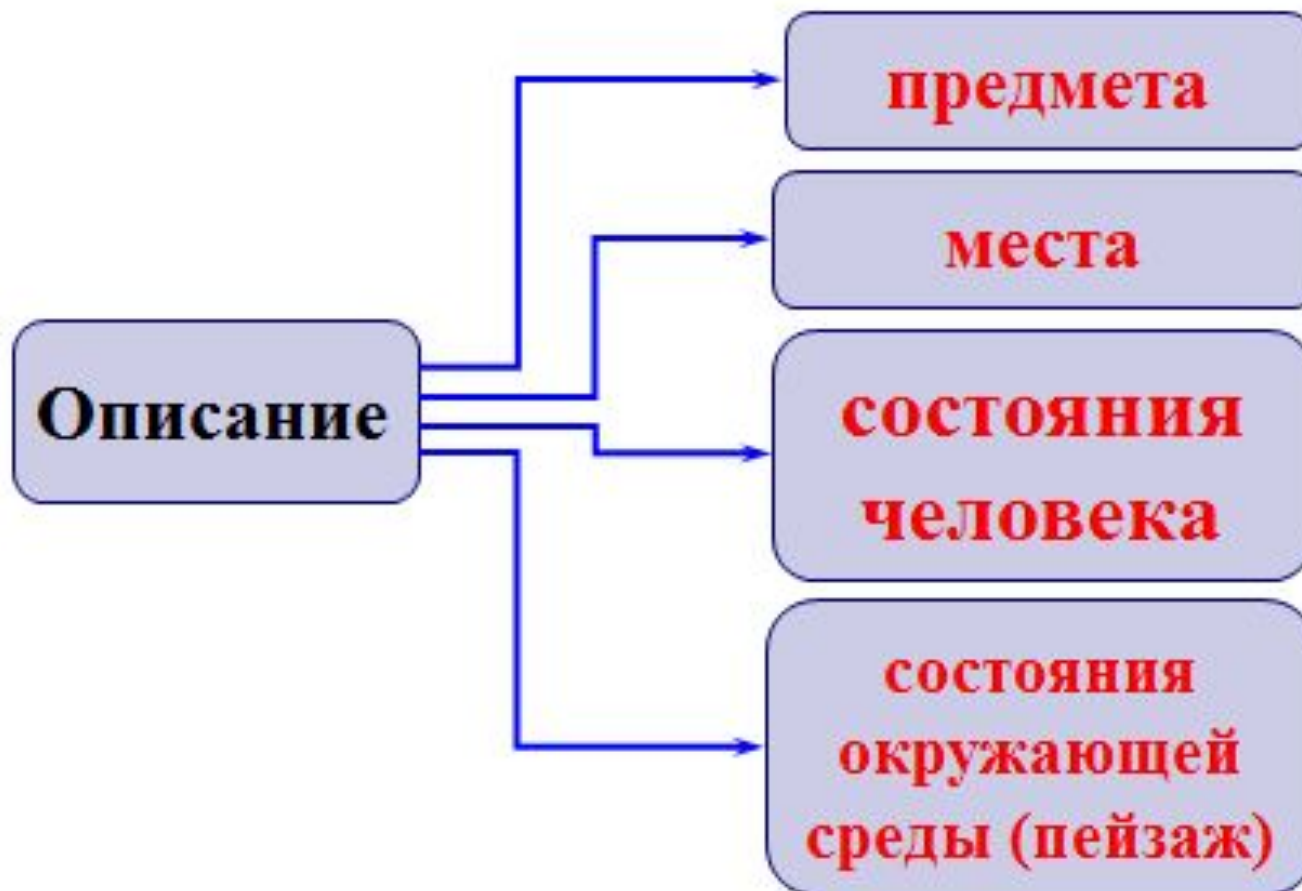 Описание
предмета
места
состояния
человека
состояния
окружающей
среды (пейзаж)